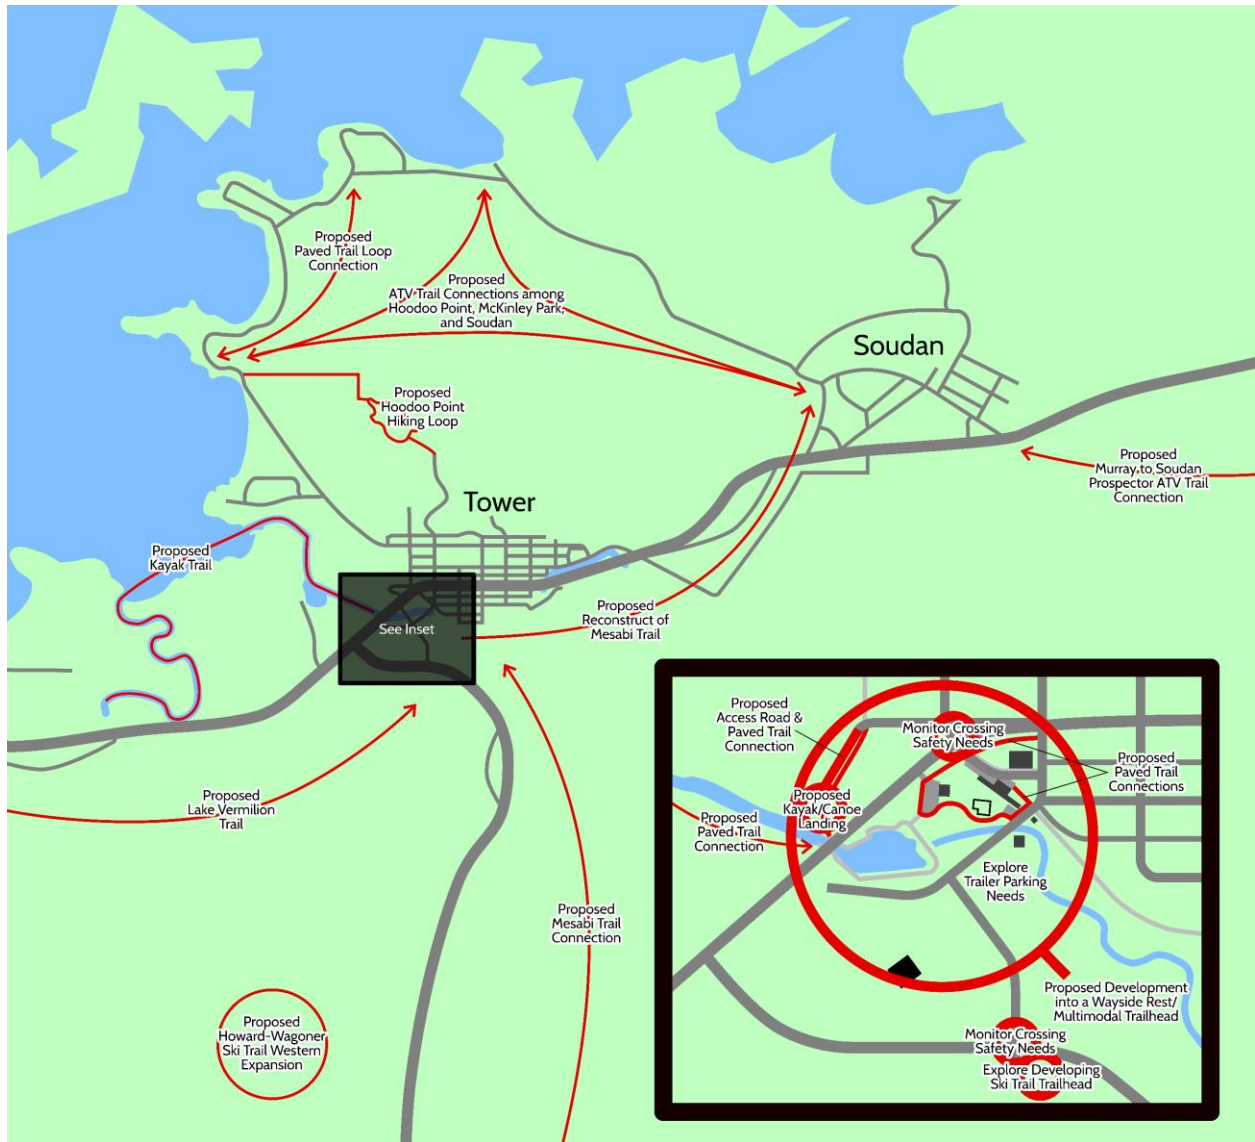 Proposed
Paved Trail Loop
Connection
Proposed
ATV Trail Connections among
Hoodoo Point, McKinley Park,
and Soudan
Soudan
Proposed
Hoodoo Point
Hiking Loop
Proposed
Murray to Soudan
Prospector ATV Trail
Connection
Tower
Proposed
Kayak Trail
See Inset
Proposed
Reconstruct of
Mesabi Trail
Proposed
Lake Vermilion
Trail
Proposed
Mesabi Trail
Connection
Proposed
Howard-Wagoner
Ski Trail Western
Expansion
Proposed
Access Road &
Paved Trail
Connection
Monitor Crossing
Safety Needs
Proposed
Paved Trail
Connections
Proposed
Kayak/Canoe
Landing
Proposed
Paved Trail
Connection
Explore
Trailer Parking
Needs
Proposed Development
into a Wayside Rest/
Multimodal Trailhead
Monitor Crossing
Safety Needs
Explore Developing
Ski Trail Trailhead